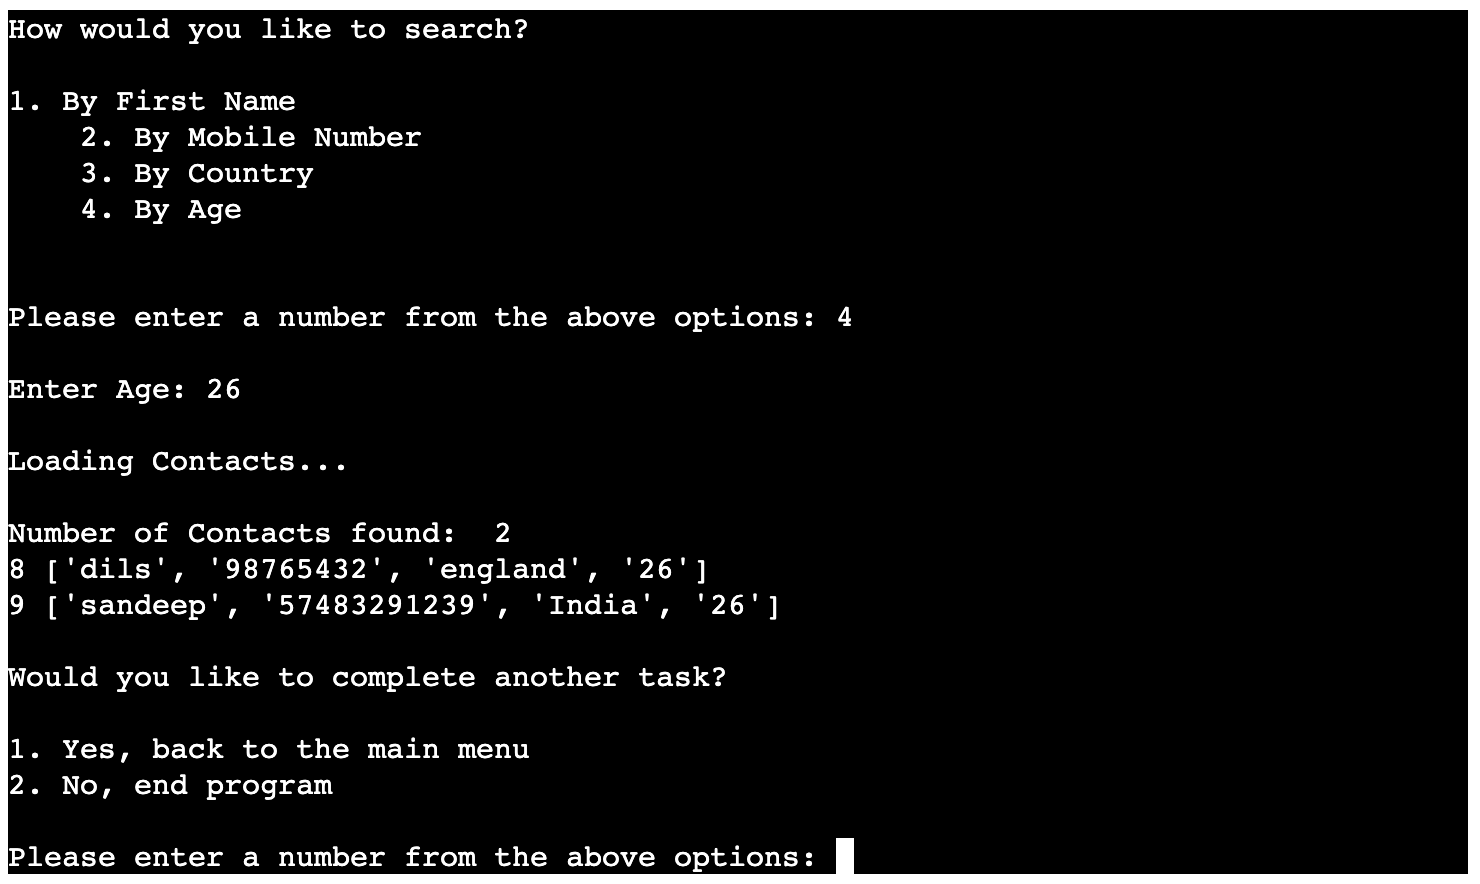 How would you like to search?
1. By First Name
2. By Mobile Number
3. By Country
4. By Age
Please enter a number from the above options: 4
Enter Age: 26
Loading Contacts...
Number of Contacts found:  2
8 ['dils', '98765432', 'england', '26']
9 ['sandeep', '57483291239', 'India', '26']
Would you like to complete another task?
1. Yes, back to the main menu
2. No, end program
Please enter a number from the above options: